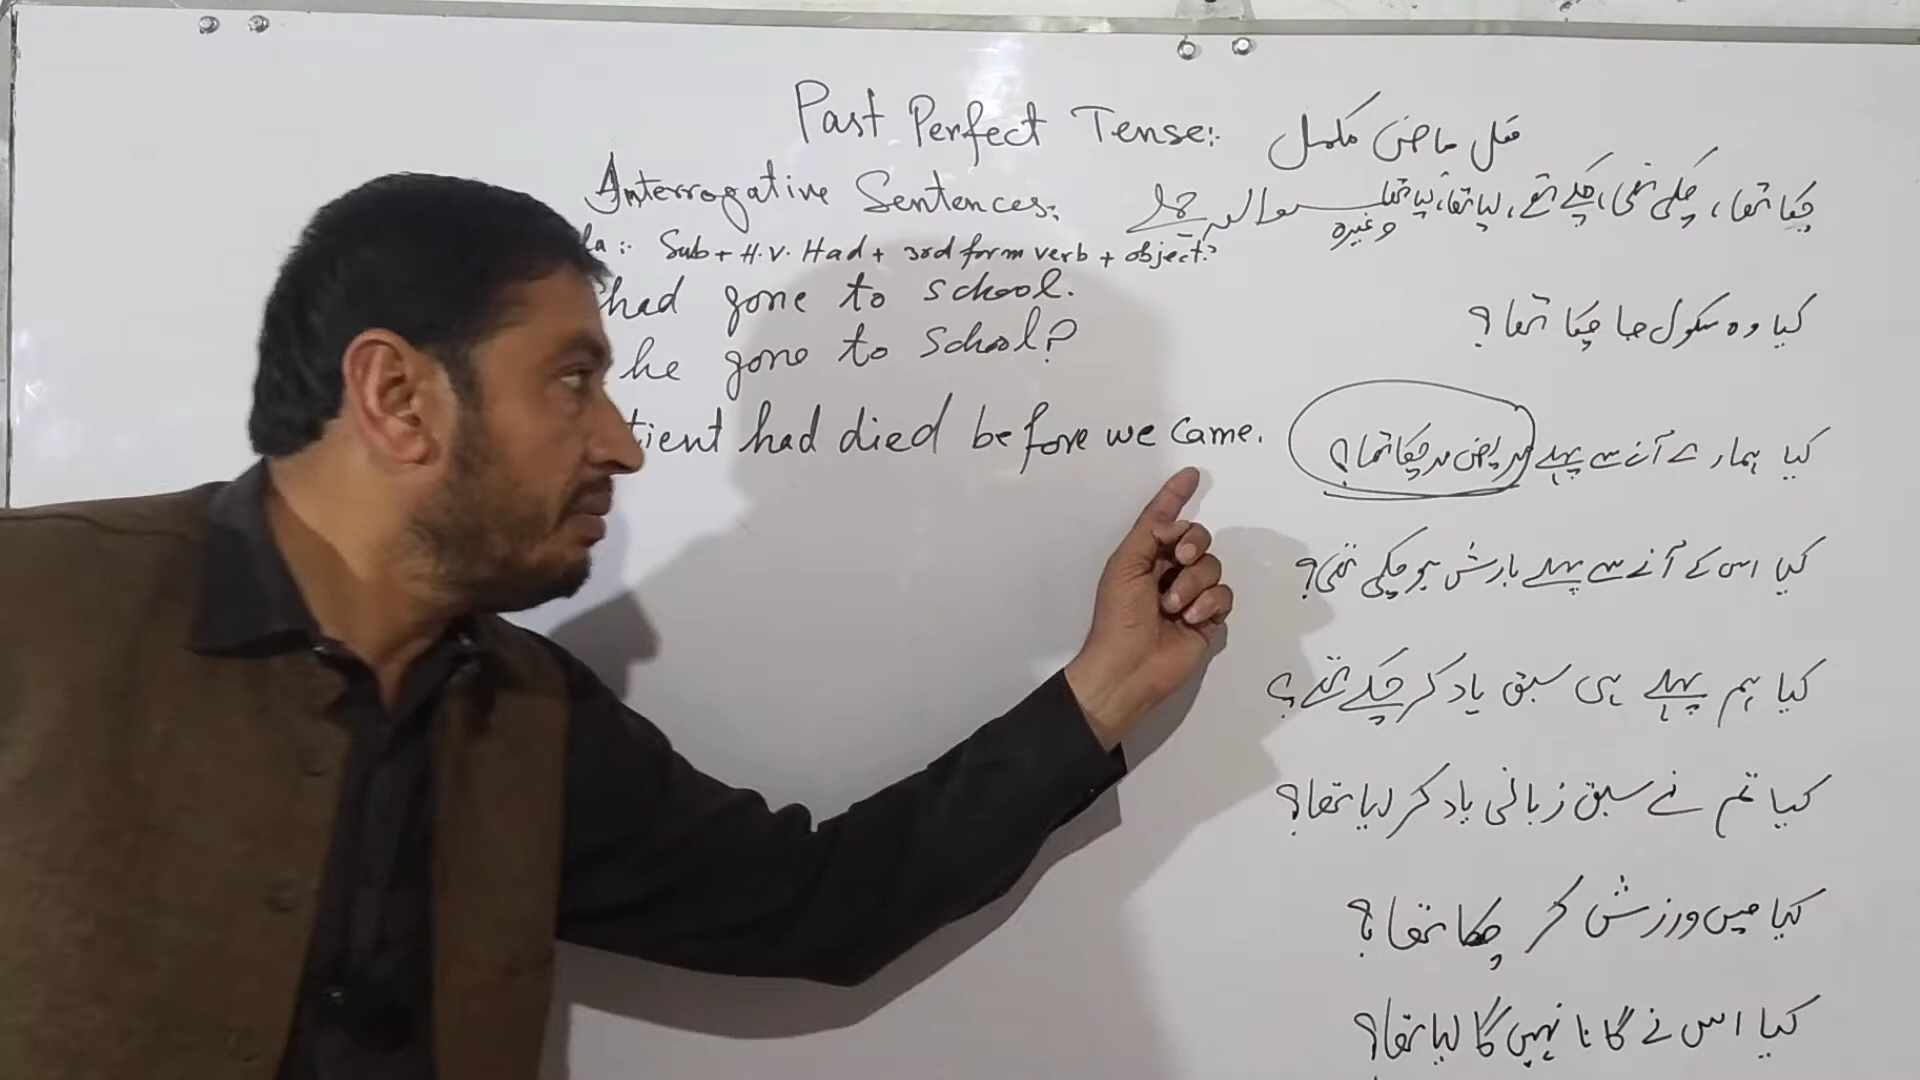 Past Perfect Tense: فعل ماضی مکمل
Interrogative Sentences: سوالیہ جملے چکا تھا، چکی تھی، چکے تھے، لیا تھا، پیا تھا وغیرہ
la:- Sub + H.V. Had + 3rd form verb + object?
had gone to school.
کیا وہ سکول جا چکا تھا؟
he gone to School?
tient had died before we came.
کیا ہمارے آنے سے پہلے مریض مر چکا تھا؟
کیا اس کے آنے سے پہلے بارش ہو چکی تھی؟
کیا ہم پہلے ہی سبق یاد کر چکے تھے؟
کیا تم نے سبق زبانی یاد کر لیا تھا؟
کیا میں ورزش کر چکا تھا؟
کیا اس نے گانا نہیں گا لیا تھا؟